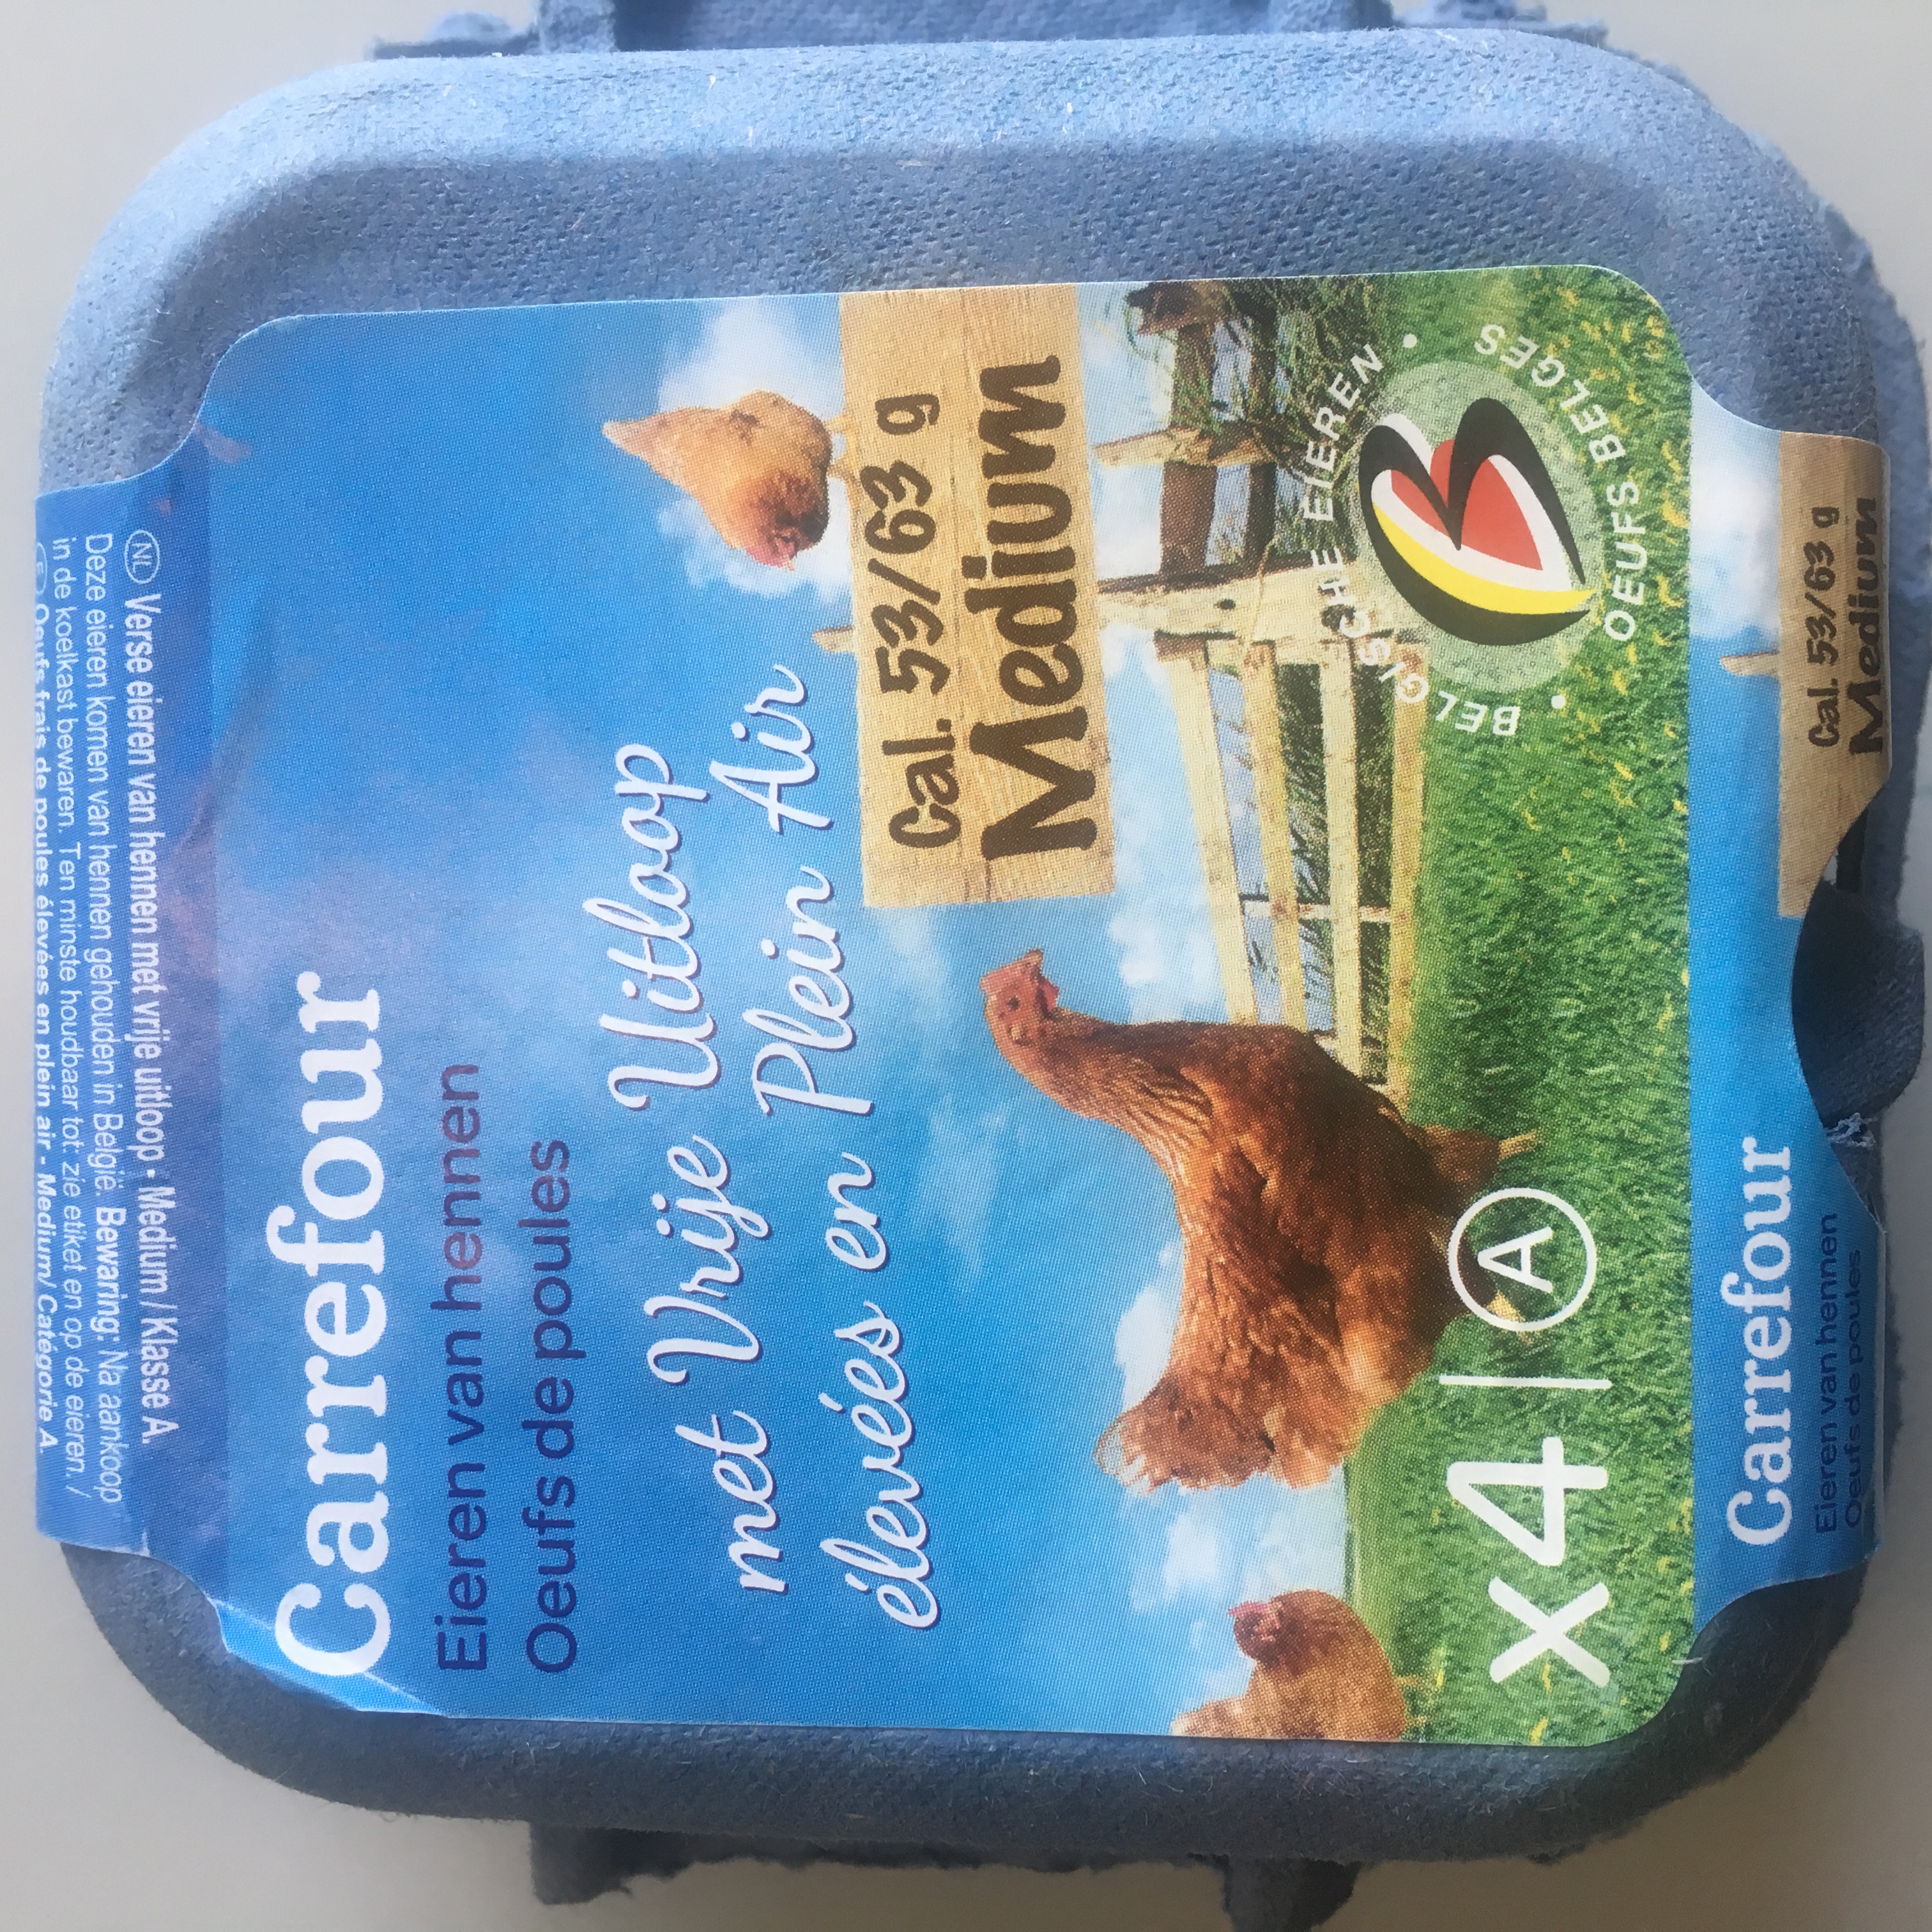 NL Verse eieren van hennen met vrije uitloop - Medium / Klasse A.
Deze eieren komen van hennen gehouden in België. Bewaring: Na aankoop
in de koelkast bewaren. Ten minste houdbaar tot: zie etiket en op de eieren. /
F Oeufs frais de poules élevées en plein air - Medium/ Catégorie A.
Carrefour
Eieren van hennen
Oeufs de poules
met Vrije Uitloop
élevées en Plein Air
Cal. 53/63 g
Medium
x4 A
BELGISCHE EIEREN
B
OEUFS BELGES
Carrefour
Eieren van hennen
Oeufs de poules
Cal. 53/63 g
Medium